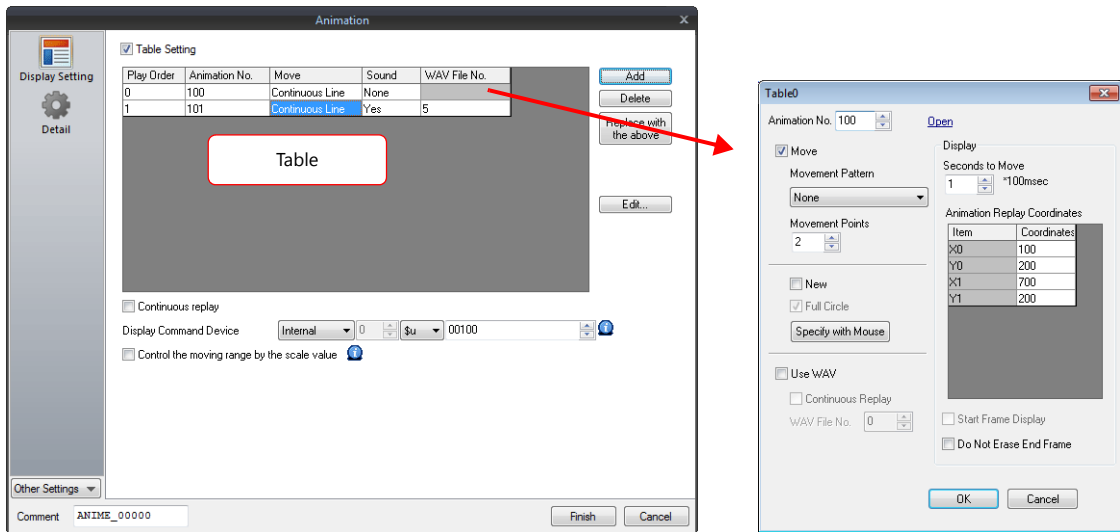 Animation
x
Display Setting
Detail
Table Setting
Play Order Animation No. Move Sound WAV File No.
0 100 Continuous Line None
1 101 Continuous Line Yes 5
Table
Add
Delete
Replace with
the above
Edit...
Continuous replay
Display Command Device Internal 0 $u 00100
Control the moving range by the scale value
Other Settings
Comment ANIME_00000
Finish Cancel
Table0
Animation No. 100 Open
Move
Movement Pattern
None
Movement Points
2
New
Full Circle
Specify with Mouse
Use WAV
Continuous Replay
WAV File No. 0
Display
Seconds to Move
1 *100msec
Animation Replay Coordinates
Item Coordinates
X0 100
Y0 200
X1 700
Y1 200
Start Frame Display
Do Not Erase End Frame
OK Cancel